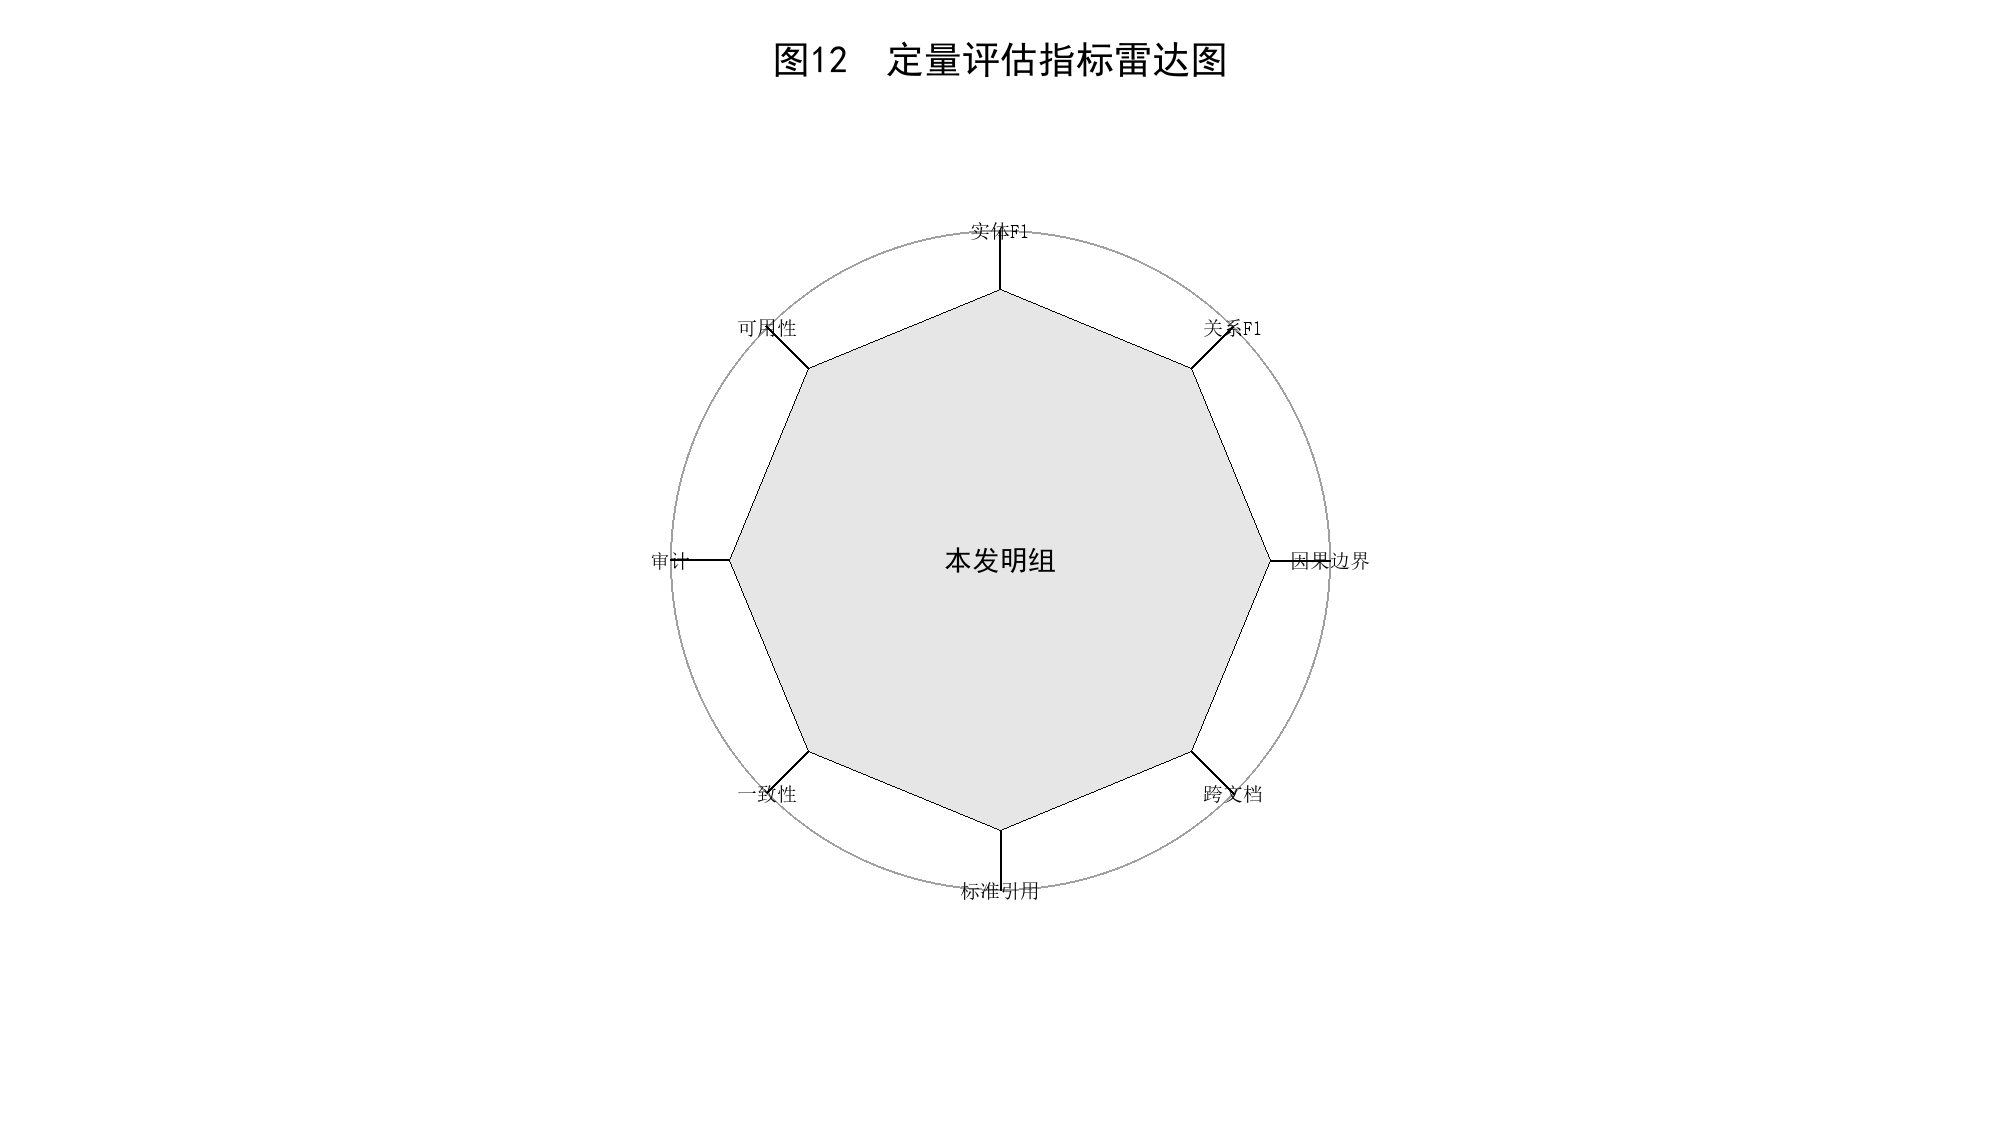 图12 定量评估指标雷达图
实体F1
可用性
关系F1
审计
本发明组
因果边界
一致性
跨文档
标准引用